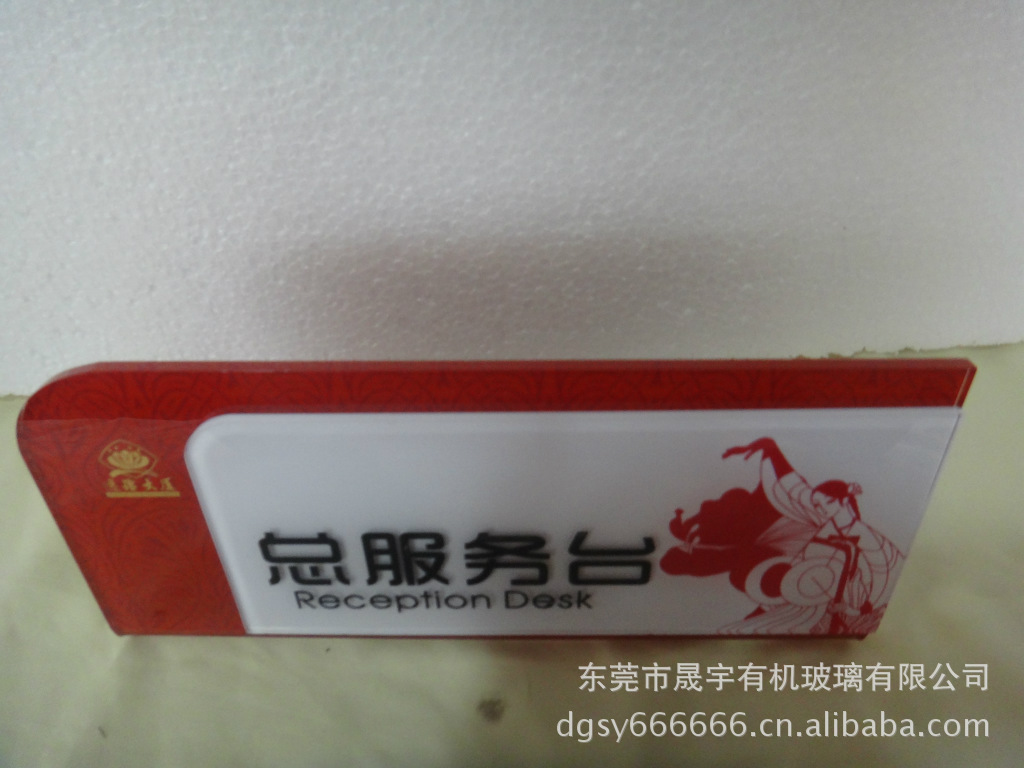 总服务台
Reception Desk
东莞市晟宇有机玻璃有限公司
dgsy666666.cn.alibaba.com